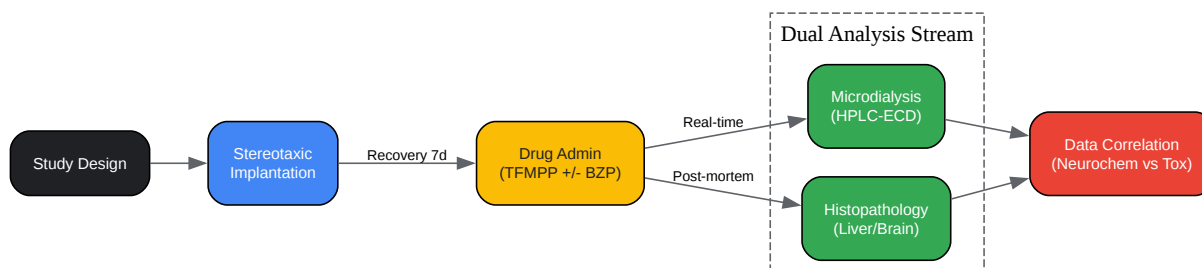 Study Design
Stereotaxic
Implantation
Recovery 7d
Drug Admin
(TFMPP +/- BZP)
Real-time
Post-mortem
Dual Analysis Stream
Microdialysis
(HPLC-ECD)
Histopathology
(Liver/Brain)
Data Correlation
(Neurochem vs Tox)